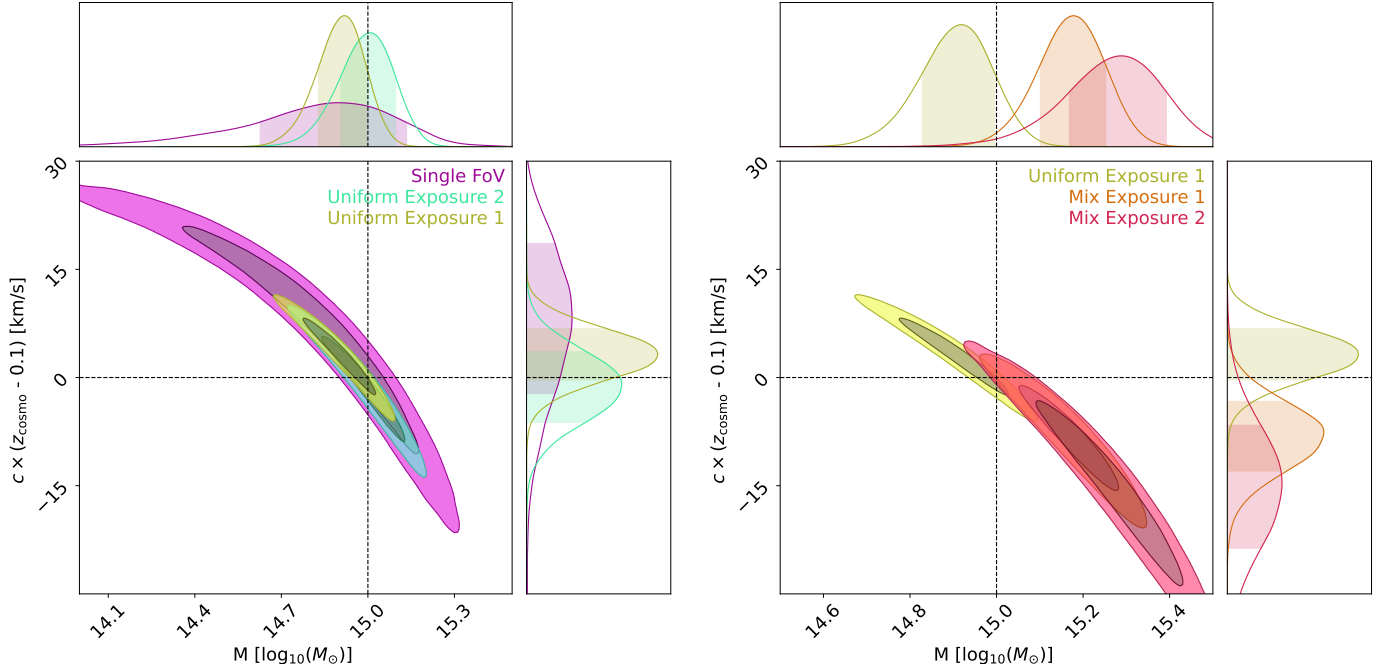 30
15
0
−15
c × (z_cosmo - 0.1) [km/s]
Single FoV
Uniform Exposure 2
Uniform Exposure 1
14.1
14.4
14.7
15.0
15.3
M [log₁₀(M⊙)]
30
15
0
−15
c × (z_cosmo - 0.1) [km/s]
Uniform Exposure 1
Mix Exposure 1
Mix Exposure 2
14.6
14.8
15.0
15.2
15.4
M [log₁₀(M⊙)]